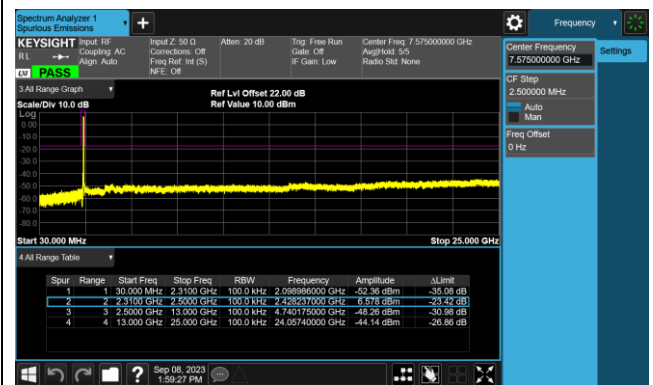 Spectrum Analyzer 1
Spurious Emissions
Frequency
KEYSIGHT Input: RF Input Z: 50 Ω Atten: 20 dB Trig: Free Run Center Freq: 7.575000000 GHz
RL Coupling: AC Corrections: Off Gate: Off Avg|Hold: 5/5
Align: Auto Freq Ref: Int (S) IF Gain: Low Radio Std: None
LXI PASS NFE: Off
Center Frequency
7.575000000 GHz
Settings
CF Step
2.500000 MHz
Auto
Man
Freq Offset
0 Hz
3 All Range Graph
Ref Lvl Offset 22.00 dB
Scale/Div 10.0 dB Ref Value 10.00 dBm
Log
0.00
-10.0
-20.0
-30.0
-40.0
-50.0
-60.0
-70.0
-80.0
Start 30.000 MHz Stop 25.000 GHz
4 All Range Table
Spur Range Start Freq Stop Freq RBW Frequency Amplitude ΔLimit
1 1 30.000 MHz 2.3100 GHz 100.0 kHz 2.098986000 GHz -52.36 dBm -35.08 dB
2 2 2.3100 GHz 2.5000 GHz 100.0 kHz 2.428237000 GHz 6.578 dBm -23.42 dB
3 3 2.5000 GHz 13.000 GHz 100.0 kHz 4.740175000 GHz -48.26 dBm -30.98 dB
4 4 13.000 GHz 25.000 GHz 100.0 kHz 24.05740000 GHz -44.14 dBm -26.86 dB
Sep 08, 2023
1:59:27 PM